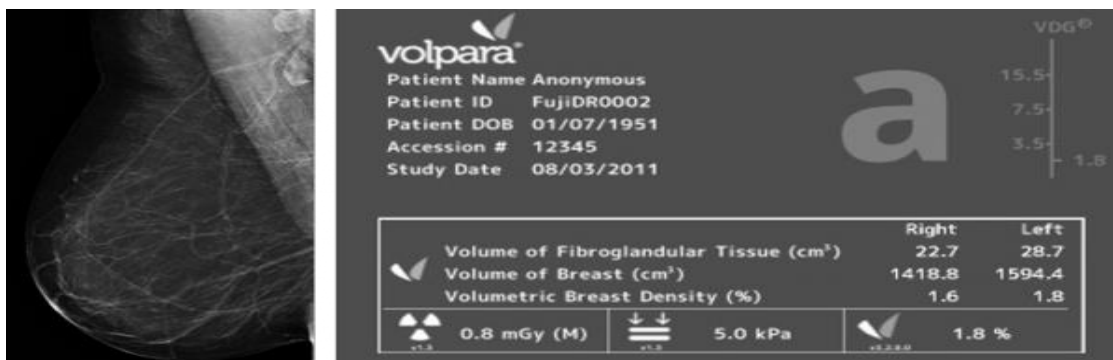 volpara®
Patient Name Anonymous
Patient ID FujiDR0002
Patient DOB 01/07/1951
Accession # 12345
Study Date 08/03/2011
a
VDG©
15.5
7.5
3.5
1.8
Right Left
Volume of Fibroglandular Tissue (cm³) 22.7 28.7
Volume of Breast (cm³) 1418.8 1594.4
Volumetric Breast Density (%) 1.6 1.8
0.8 mGy (M) 5.0 kPa 1.8 %